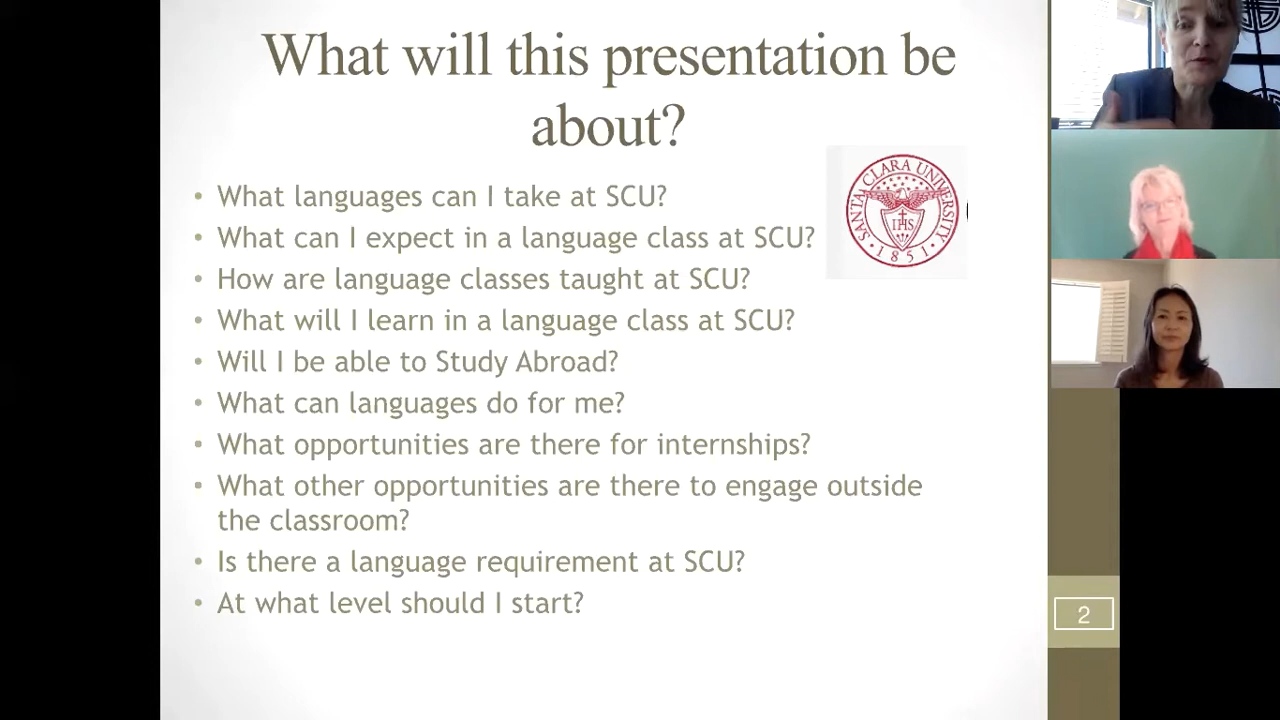 What will this presentation be
about?
• What languages can I take at SCU?
• What can I expect in a language class at SCU?
• How are language classes taught at SCU?
• What will I learn in a language class at SCU?
• Will I be able to Study Abroad?
• What can languages do for me?
• What opportunities are there for internships?
• What other opportunities are there to engage outside
the classroom?
• Is there a language requirement at SCU?
• At what level should I start?
SANTA CLARA UNIVERSITY
IHS
• 1851 •
2